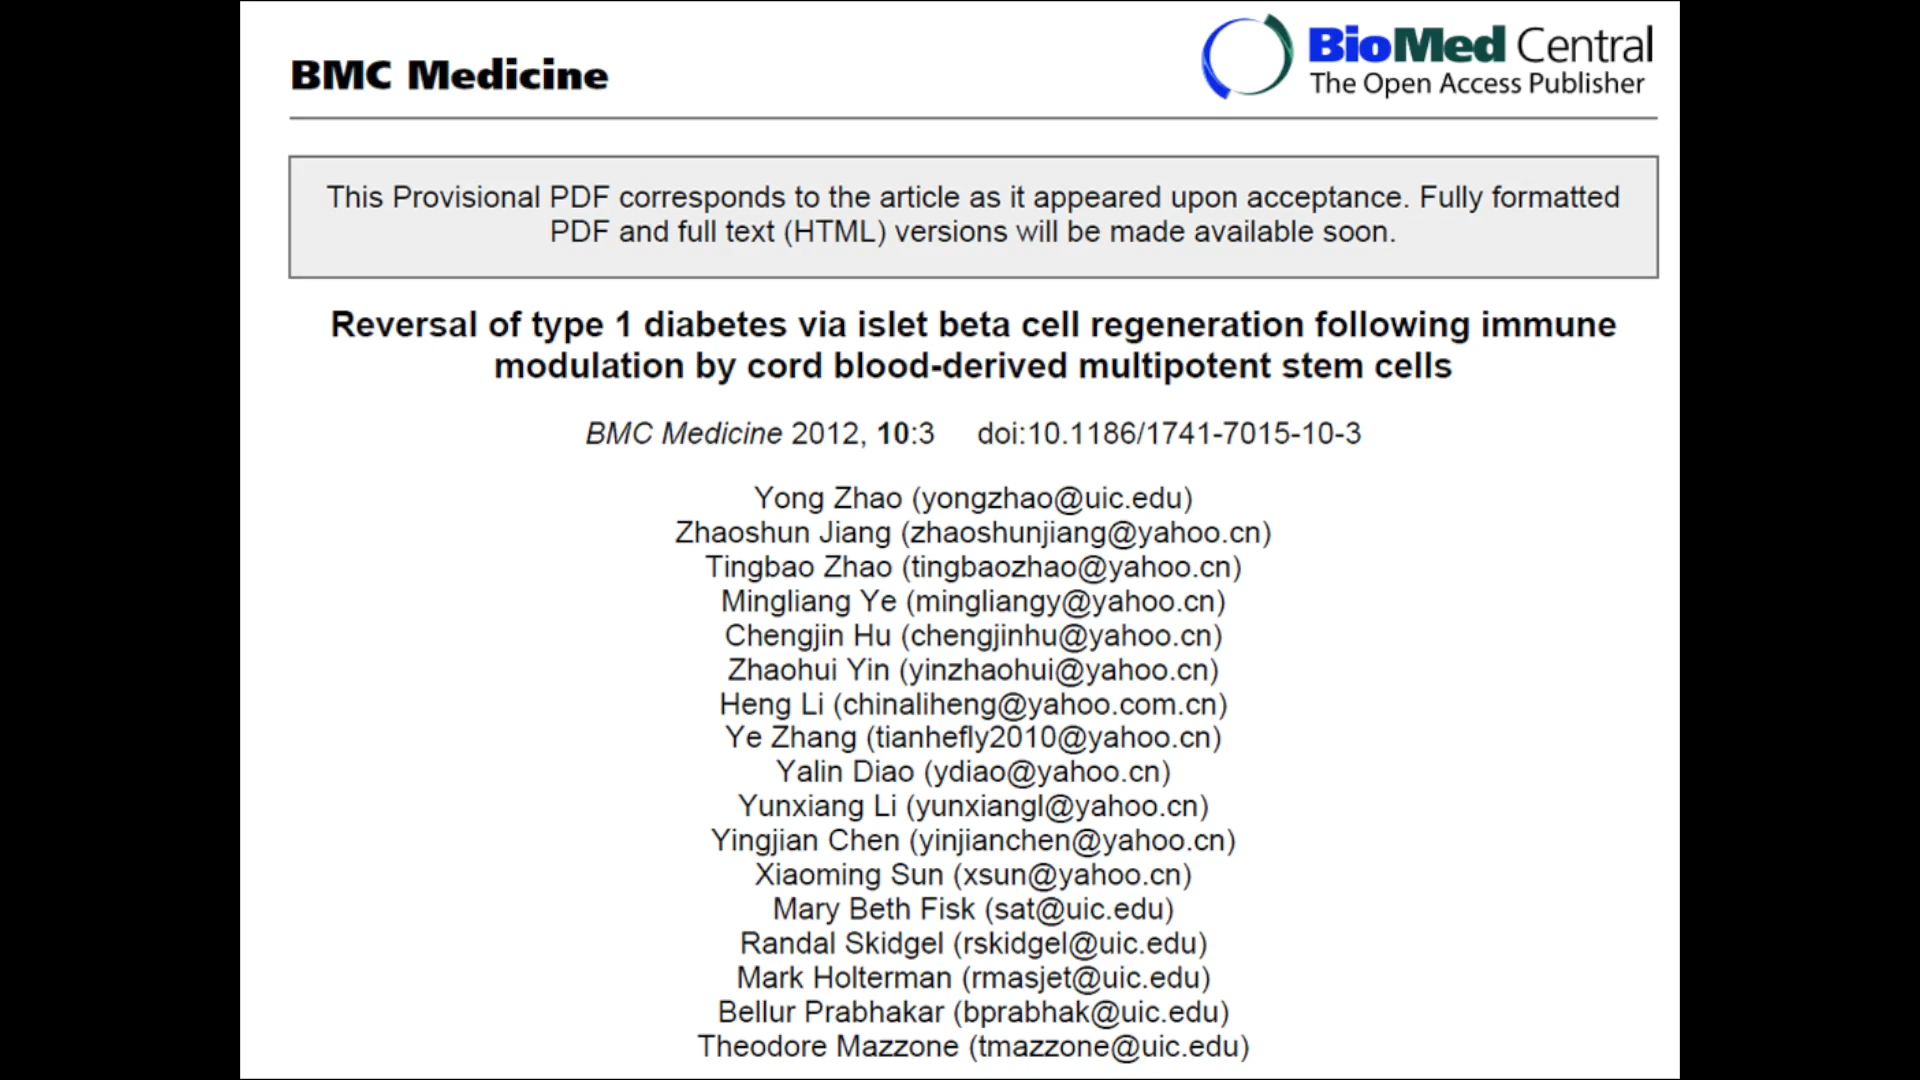 BMC Medicine
BioMed Central
The Open Access Publisher
This Provisional PDF corresponds to the article as it appeared upon acceptance. Fully formatted
PDF and full text (HTML) versions will be made available soon.
Reversal of type 1 diabetes via islet beta cell regeneration following immune
modulation by cord blood-derived multipotent stem cells
BMC Medicine 2012, 10:3 doi:10.1186/1741-7015-10-3
Yong Zhao (yongzhao@uic.edu)
Zhaoshun Jiang (zhaoshunjiang@yahoo.cn)
Tingbao Zhao (tingbaozhao@yahoo.cn)
Mingliang Ye (mingliangy@yahoo.cn)
Chengjin Hu (chengjinhu@yahoo.cn)
Zhaohui Yin (yinzhaohui@yahoo.cn)
Heng Li (chinaliheng@yahoo.com.cn)
Ye Zhang (tianhefly2010@yahoo.cn)
Yalin Diao (ydiao@yahoo.cn)
Yunxiang Li (yunxiangl@yahoo.cn)
Yingjian Chen (yinjianchen@yahoo.cn)
Xiaoming Sun (xsun@yahoo.cn)
Mary Beth Fisk (sat@uic.edu)
Randal Skidgel (rskidgel@uic.edu)
Mark Holterman (rmasjet@uic.edu)
Bellur Prabhakar (bprabhak@uic.edu)
Theodore Mazzone (tmazzone@uic.edu)